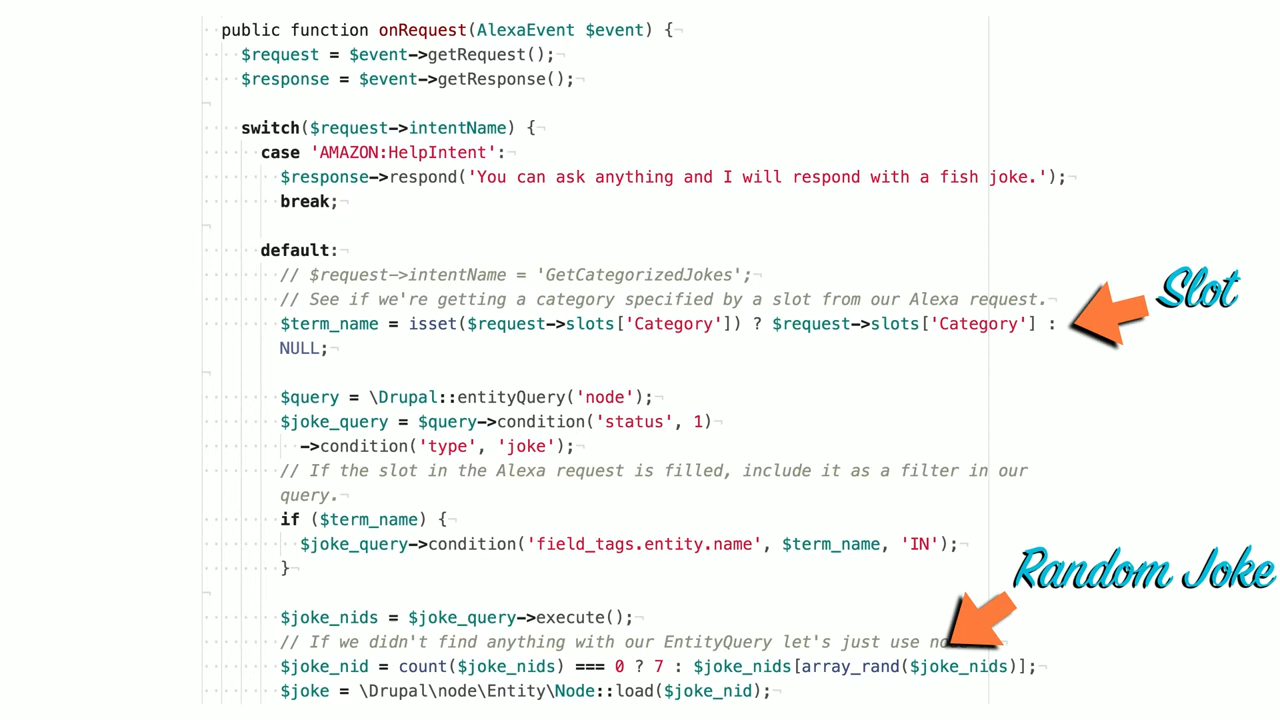 public function onRequest(AlexaEvent $event) {
$request = $event->getRequest();
$response = $event->getResponse();
switch($request->intentName) {
case 'AMAZON:HelpIntent':
$response->respond('You can ask anything and I will respond with a fish joke.');
break;
default:
// $request->intentName = 'GetCategorizedJokes';
// See if we're getting a category specified by a slot from our Alexa request.
Slot
$term_name = isset($request->slots['Category']) ? $request->slots['Category'] :
NULL;
$query = \Drupal::entityQuery('node');
$joke_query = $query->condition('status', 1)
->condition('type', 'joke');
// If the slot in the Alexa request is filled, include it as a filter in our
query.
if ($term_name) {
$joke_query->condition('field_tags.entity.name', $term_name, 'IN');
}
Random Joke
$joke_nids = $joke_query->execute();
// If we didn't find anything with our EntityQuery let's just use
$joke_nid = count($joke_nids) === 0 ? 7 : $joke_nids[array_rand($joke_nids)];
$joke = \Drupal\node\Entity\Node::load($joke_nid);